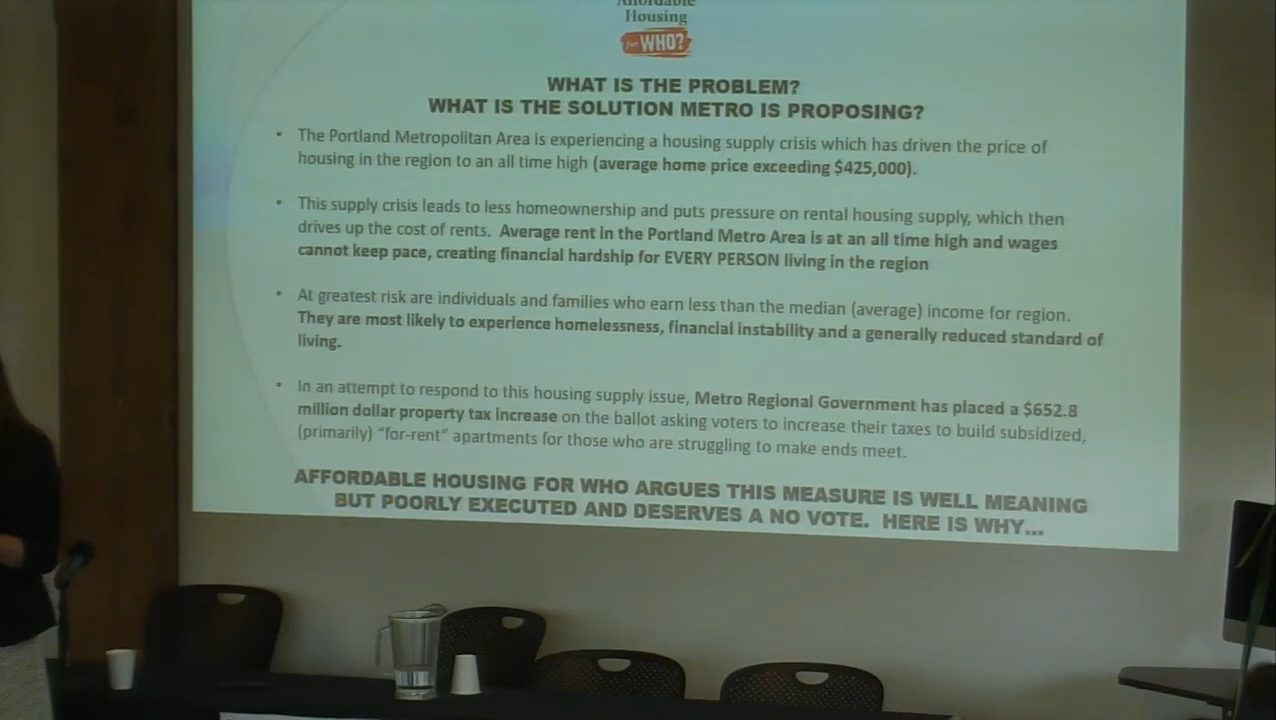 Affordable
Housing
for WHO?
WHAT IS THE PROBLEM?
WHAT IS THE SOLUTION METRO IS PROPOSING?
• The Portland Metropolitan Area is experiencing a housing supply crisis which has driven the price of
housing in the region to an all time high (average home price exceeding $425,000).
• This supply crisis leads to less homeownership and puts pressure on rental housing supply, which then
drives up the cost of rents. Average rent in the Portland Metro Area is at an all time high and wages
cannot keep pace, creating financial hardship for EVERY PERSON living in the region
• At greatest risk are individuals and families who earn less than the median (average) income for region.
They are most likely to experience homelessness, financial instability and a generally reduced standard of
living.
• In an attempt to respond to this housing supply issue, Metro Regional Government has placed a $652.8
million dollar property tax increase on the ballot asking voters to increase their taxes to build subsidized,
(primarily) "for-rent" apartments for those who are struggling to make ends meet.
AFFORDABLE HOUSING FOR WHO ARGUES THIS MEASURE IS WELL MEANING
BUT POORLY EXECUTED AND DESERVES A NO VOTE. HERE IS WHY...